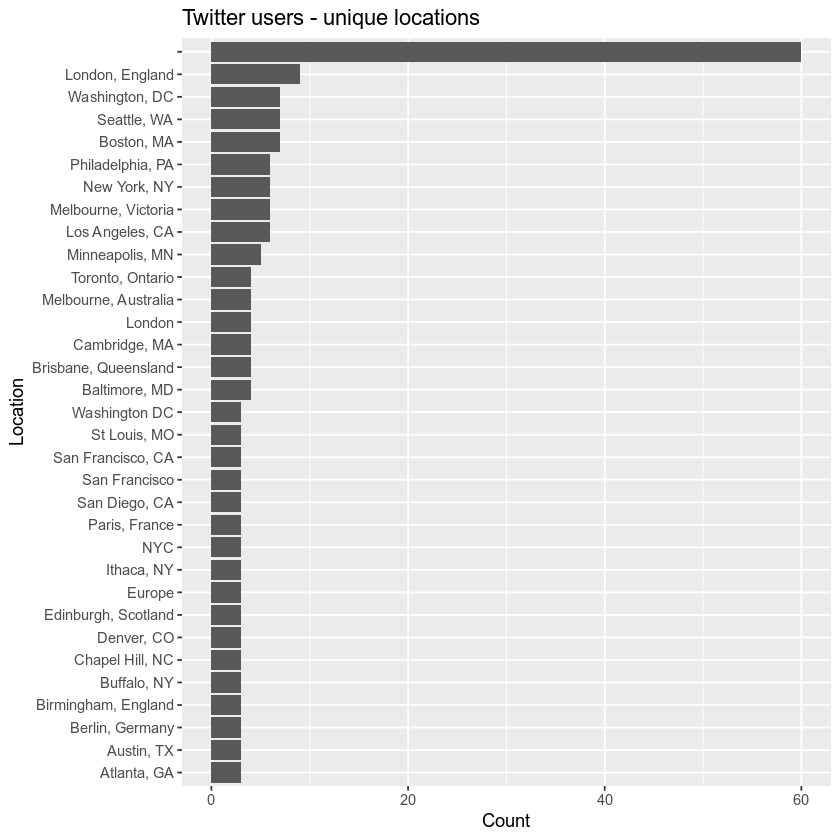 Twitter users - unique locations
London, England
Washington, DC
Seattle, WA
Boston, MA
Philadelphia, PA
New York, NY
Melbourne, Victoria
Los Angeles, CA
Minneapolis, MN
Toronto, Ontario
Melbourne, Australia
London
Cambridge, MA
Brisbane, Queensland
Baltimore, MD
Washington DC
St Louis, MO
San Francisco, CA
San Francisco
San Diego, CA
Paris, France
NYC
Ithaca, NY
Europe
Edinburgh, Scotland
Denver, CO
Chapel Hill, NC
Buffalo, NY
Birmingham, England
Berlin, Germany
Austin, TX
Atlanta, GA
Location
0 20 40 60
Count